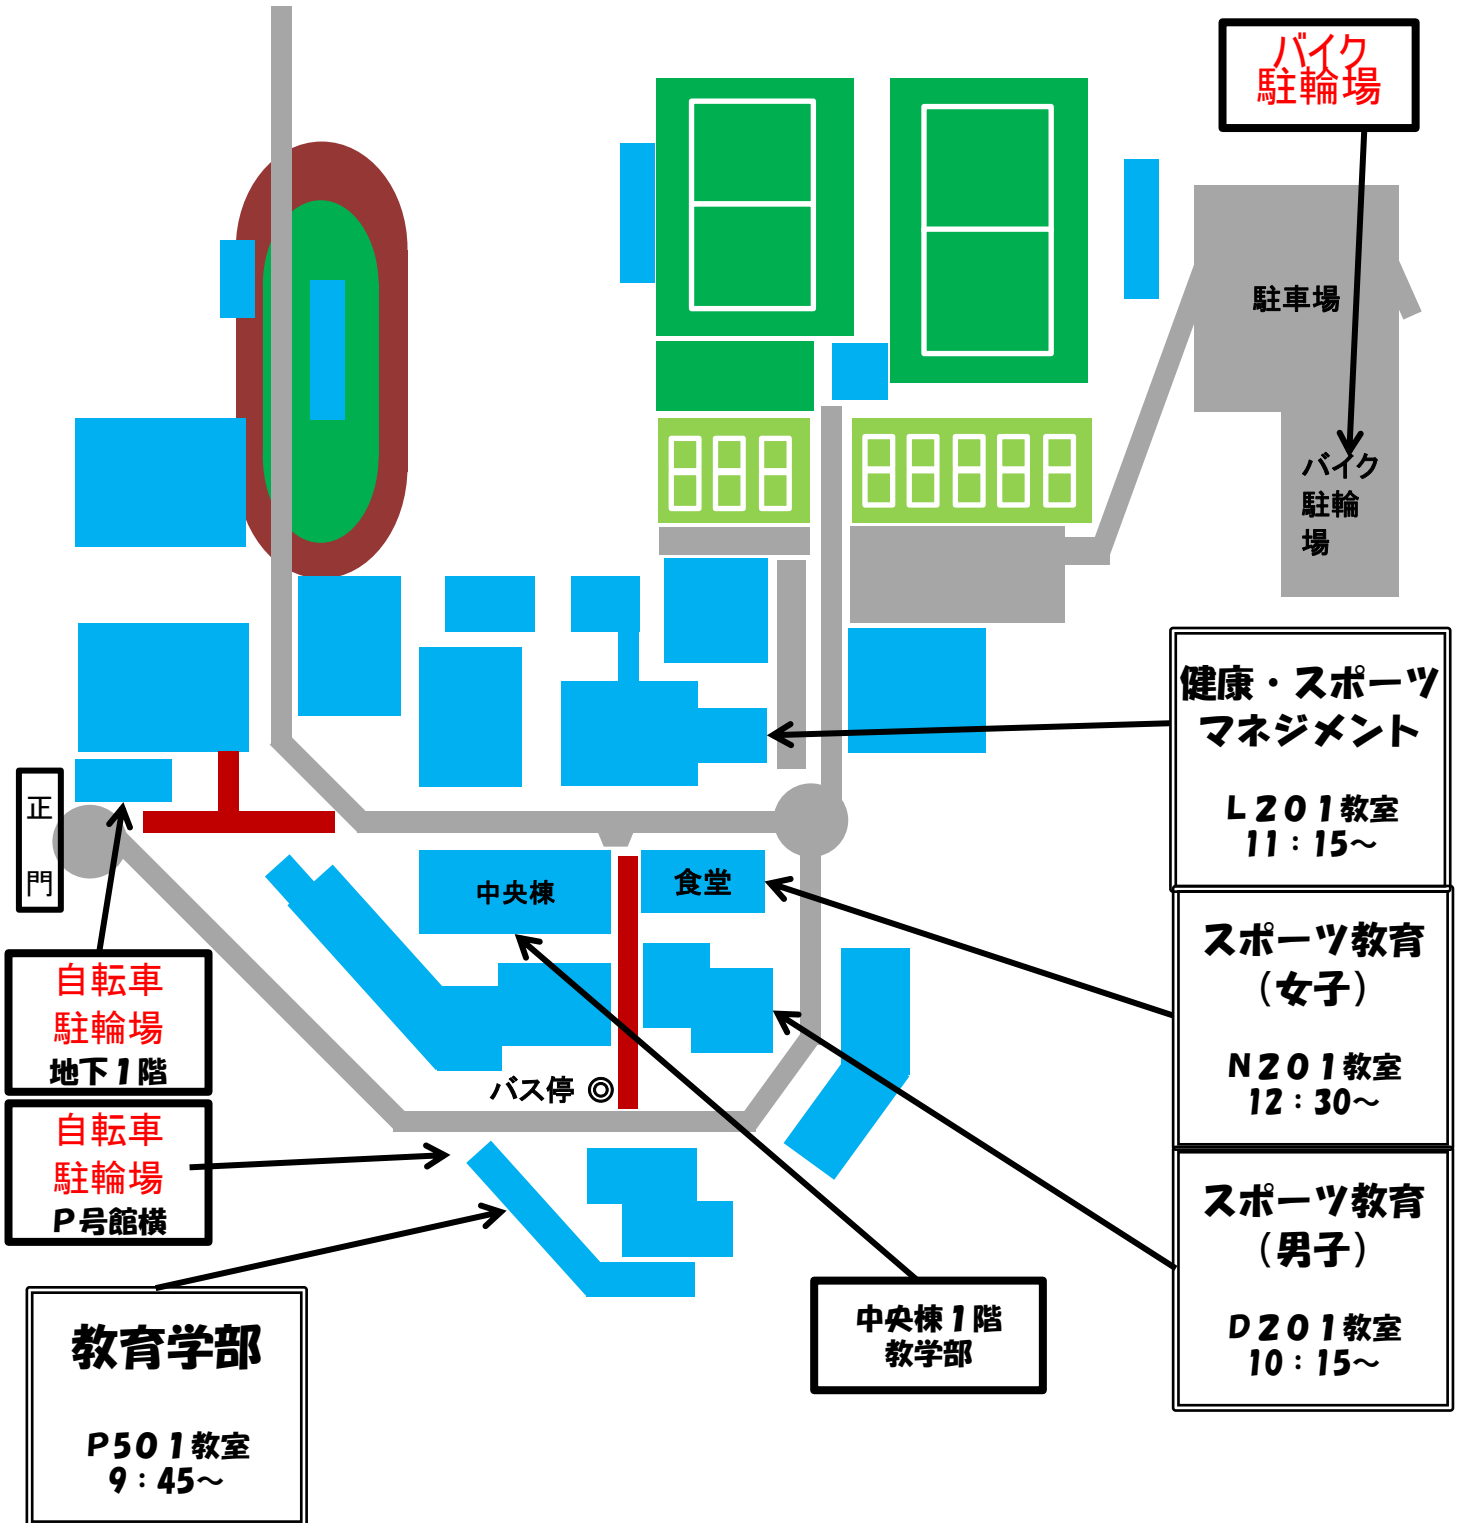 バイク
駐輪場
駐車場
バイク
駐輪
場
健康・スポーツ
マネジメント
L201教室
11：15～
正
門
中央棟
食堂
スポーツ教育
（女子）
N201教室
12：30～
自転車
駐輪場
地下1階
バス停 ◎
自転車
駐輪場
P号館横
スポーツ教育
（男子）
D201教室
10：15～
中央棟1階
教学部
教育学部
P501教室
9：45～